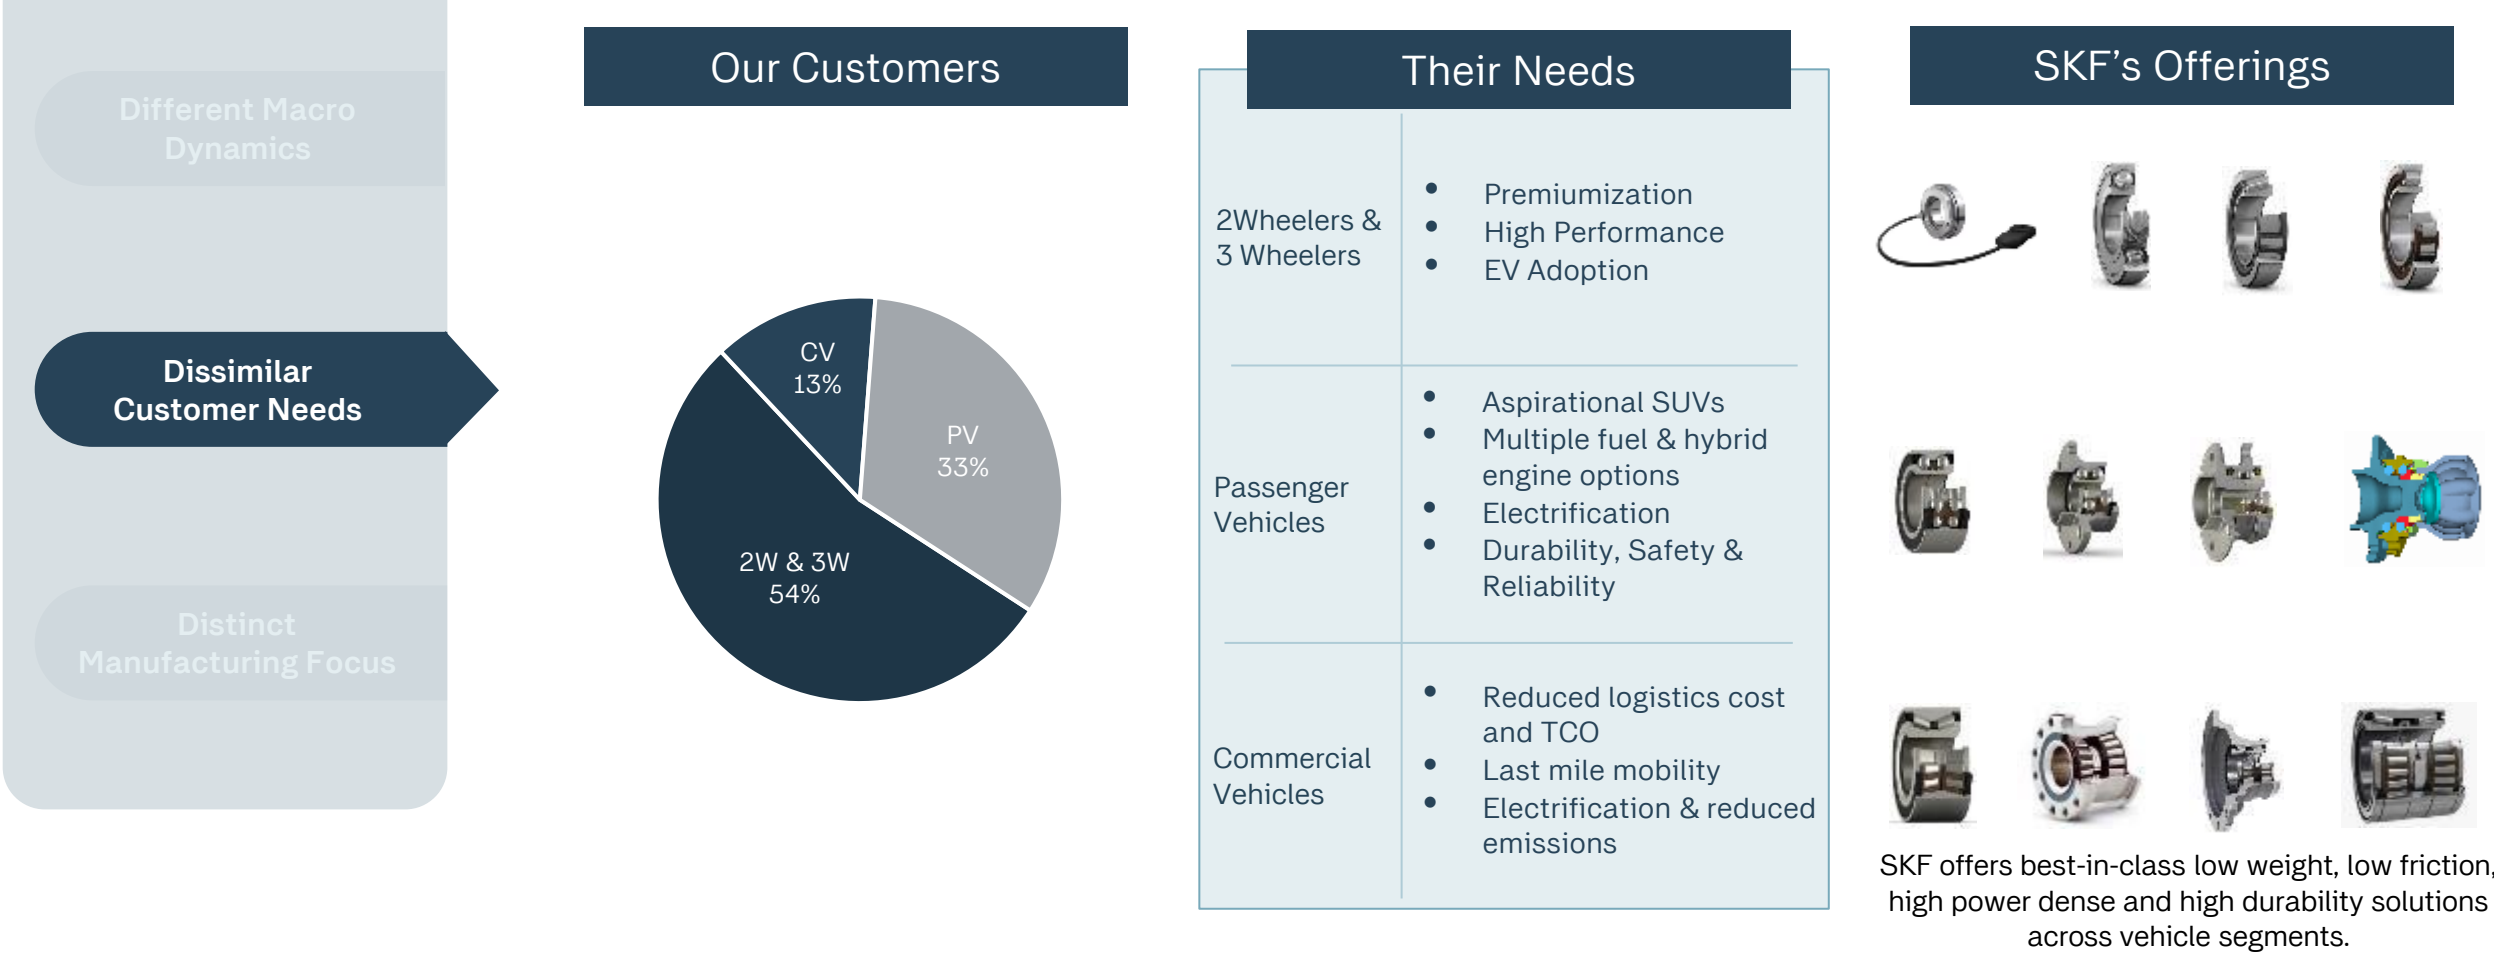 Different Macro
Dynamics
Dissimilar
Customer Needs
Distinct
Manufacturing Focus
Our Customers
CV
13%
PV
33%
2W & 3W
54%
Their Needs
2Wheelers &
3 Wheelers
• Premiumization
• High Performance
• EV Adoption
Passenger
Vehicles
• Aspirational SUVs
• Multiple fuel & hybrid
engine options
• Electrification
• Durability, Safety &
Reliability
Commercial
Vehicles
• Reduced logistics cost
and TCO
• Last mile mobility
• Electrification & reduced
emissions
SKF’s Offerings
SKF offers best-in-class low weight, low friction,
high power dense and high durability solutions
across vehicle segments.